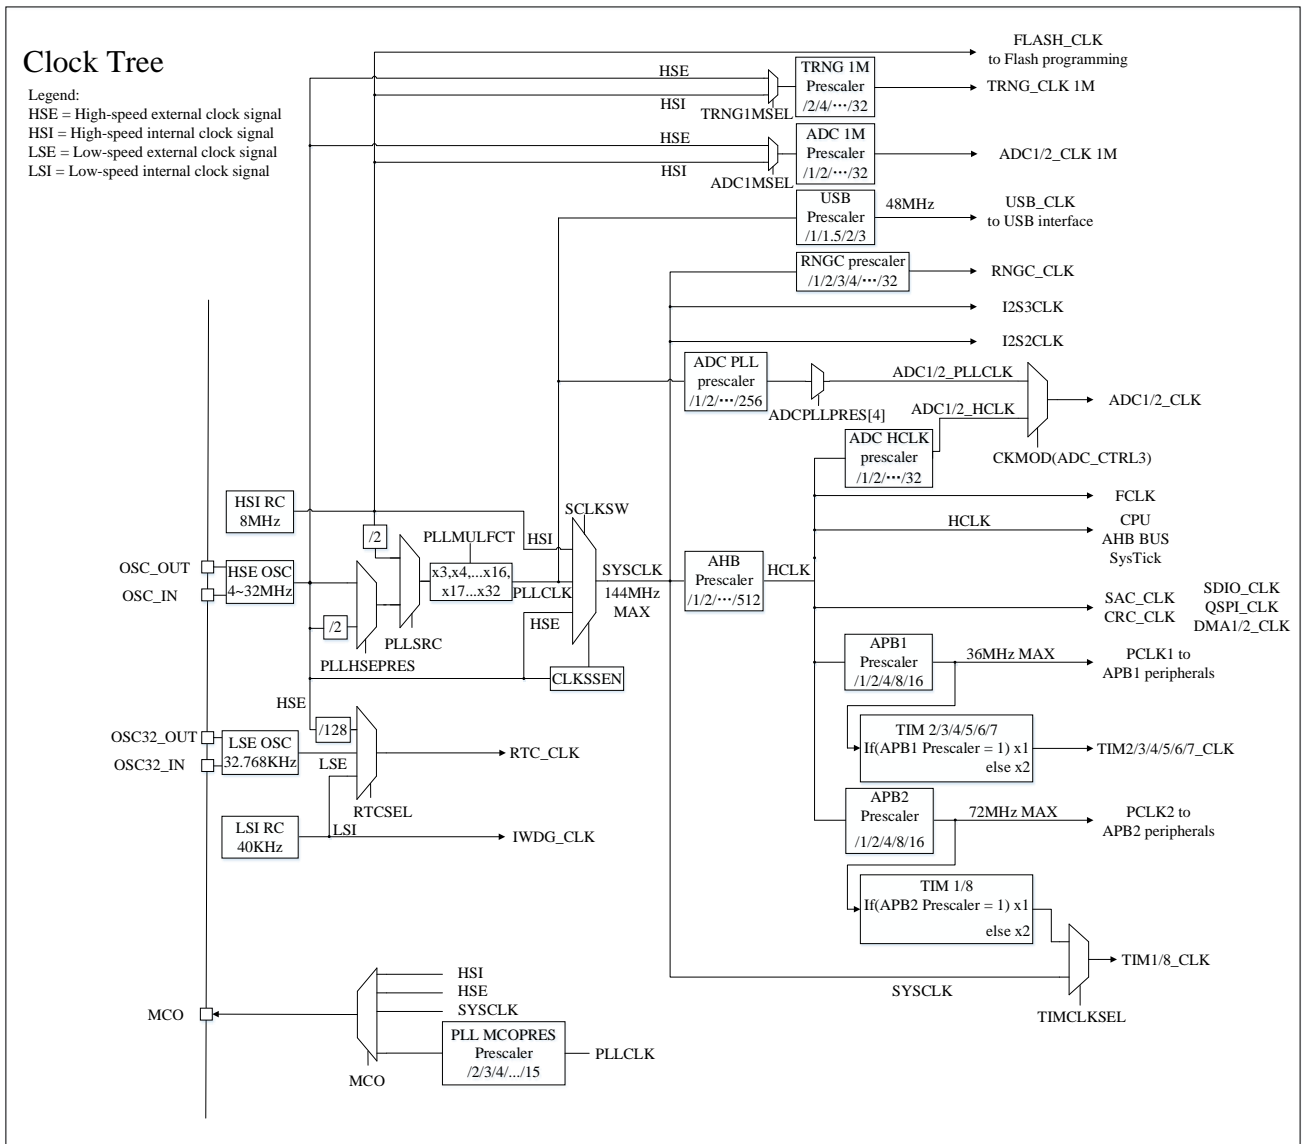 Clock Tree
Legend:
HSE = High-speed external clock signal
HSI = High-speed internal clock signal
LSE = Low-speed external clock signal
LSI = Low-speed internal clock signal
FLASH_CLK
to Flash programming
HSE
HSI
TRNG1MSEL
TRNG 1M
Prescaler
/2/4/···/32
TRNG_CLK 1M
HSE
HSI
ADC1MSEL
ADC 1M
Prescaler
/1/2/···/32
ADC1/2_CLK 1M
USB
Prescaler
/1/1.5/2/3
48MHz
USB_CLK
to USB interface
RNGC prescaler
/1/2/3/4/···/32
RNGC_CLK
I2S3CLK
I2S2CLK
ADC PLL
prescaler
/1/2/···/256
ADCPLLPRES[4]
ADC1/2_PLLCLK
ADC1/2_HCLK
ADC1/2_CLK
CKMOD(ADC_CTRL3)
ADC HCLK
prescaler
/1/2/···/32
FCLK
HCLK
CPU
AHB BUS
SysTick
HSI RC
8MHz
/2
PLLMULFCT
SCLKSW
HSI
OSC_OUT
OSC_IN
HSE OSC
4~32MHz
x3,x4,...x16,
x17...x32
PLLCLK
HSE
SYSCLK
144MHz
MAX
AHB
Prescaler
/1/2/···/512
HCLK
/2
PLLSRC
PLLHSEPRES
CLKSSEN
SAC_CLK
CRC_CLK
SDIO_CLK
QSPI_CLK
DMA1/2_CLK
APB1
Prescaler
/1/2/4/8/16
36MHz MAX
PCLK1 to
APB1 peripherals
HSE
/128
OSC32_OUT
OSC32_IN
LSE OSC
32.768KHz
LSE
RTC_CLK
RTCSEL
TIM 2/3/4/5/6/7
If(APB1 Prescaler = 1) x1
else x2
TIM2/3/4/5/6/7_CLK
LSI RC
40KHz
LSI
IWDG_CLK
APB2
Prescaler
/1/2/4/8/16
72MHz MAX
PCLK2 to
APB2 peripherals
TIM 1/8
If(APB2 Prescaler = 1) x1
else x2
TIM1/8_CLK
SYSCLK
TIMCLKSEL
MCO
HSI
HSE
SYSCLK
PLL MCOPRES
Prescaler
/2/3/4/.../15
PLLCLK
MCO